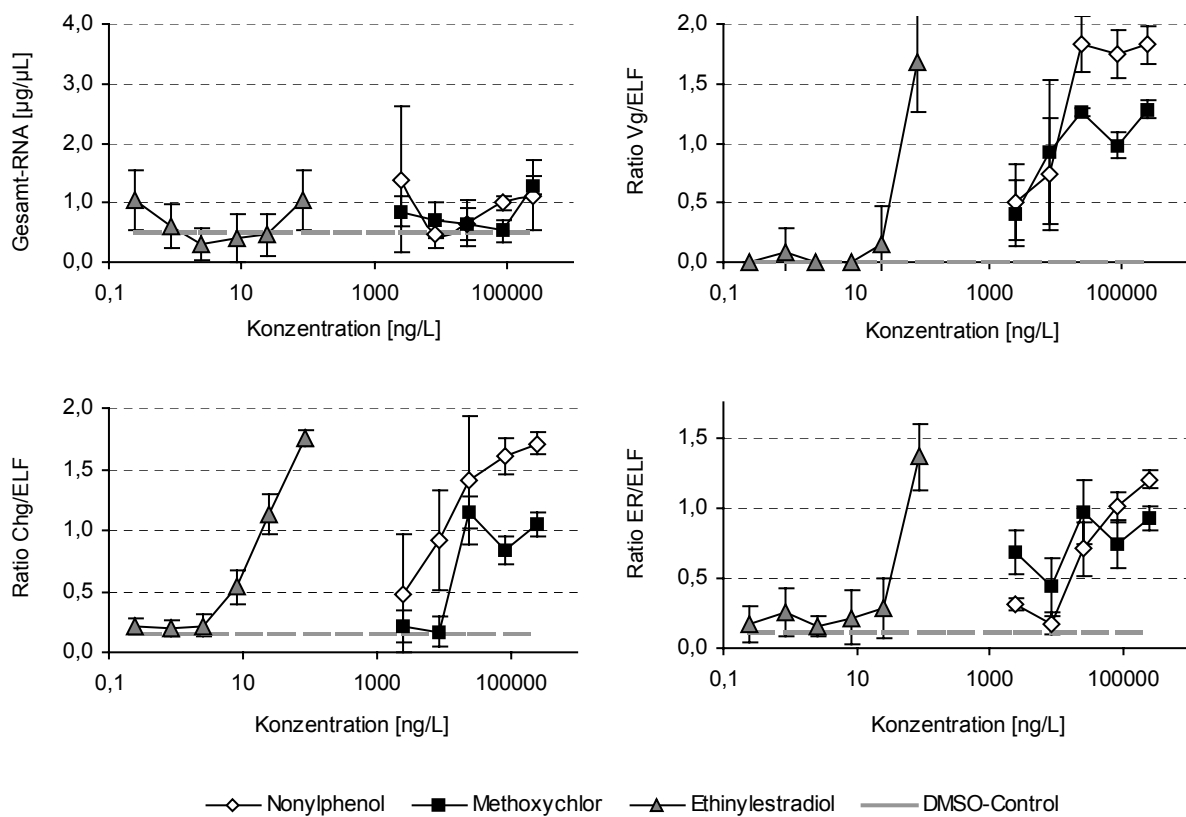 Gesamt-RNA [µg/µL]
4,0
3,0
2,0
1,0
0,0
0,1 10 1000 100000
Konzentration [ng/L]
Ratio Vg/ELF
2,0
1,5
1,0
0,5
0,0
0,1 10 1000 100000
Konzentration [ng/L]
Ratio Chg/ELF
2,0
1,5
1,0
0,5
0,0
0,1 10 1000 100000
Konzentration [ng/L]
Ratio ER/ELF
1,5
1,0
0,5
0,0
0,1 10 1000 100000
Konzentration [ng/L]
Nonylphenol Methoxychlor Ethinylestradiol DMSO-Control